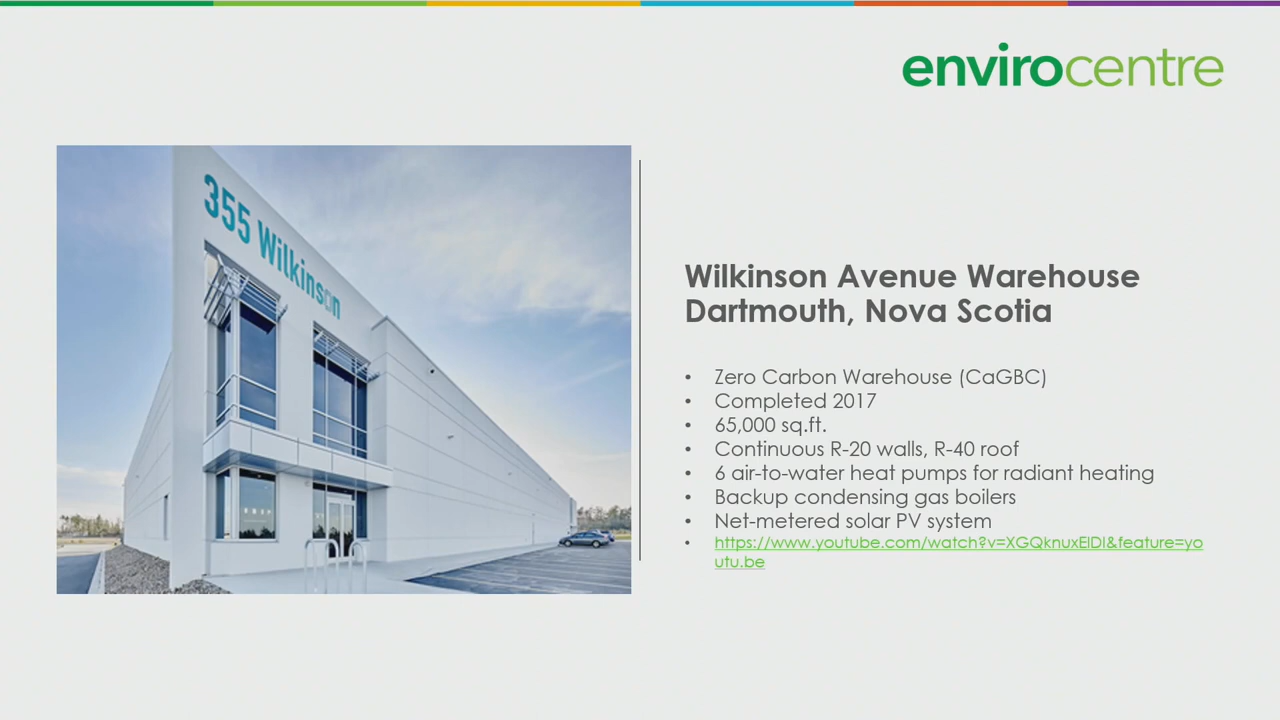 envirocentre
355 Wilkinson
Wilkinson Avenue Warehouse
Dartmouth, Nova Scotia
• Zero Carbon Warehouse (CaGBC)
• Completed 2017
• 65,000 sq.ft.
• Continuous R-20 walls, R-40 roof
• 6 air-to-water heat pumps for radiant heating
• Backup condensing gas boilers
• Net-metered solar PV system
• https://www.youtube.com/watch?v=XGQknuxEIDI&feature=yo
utu.be